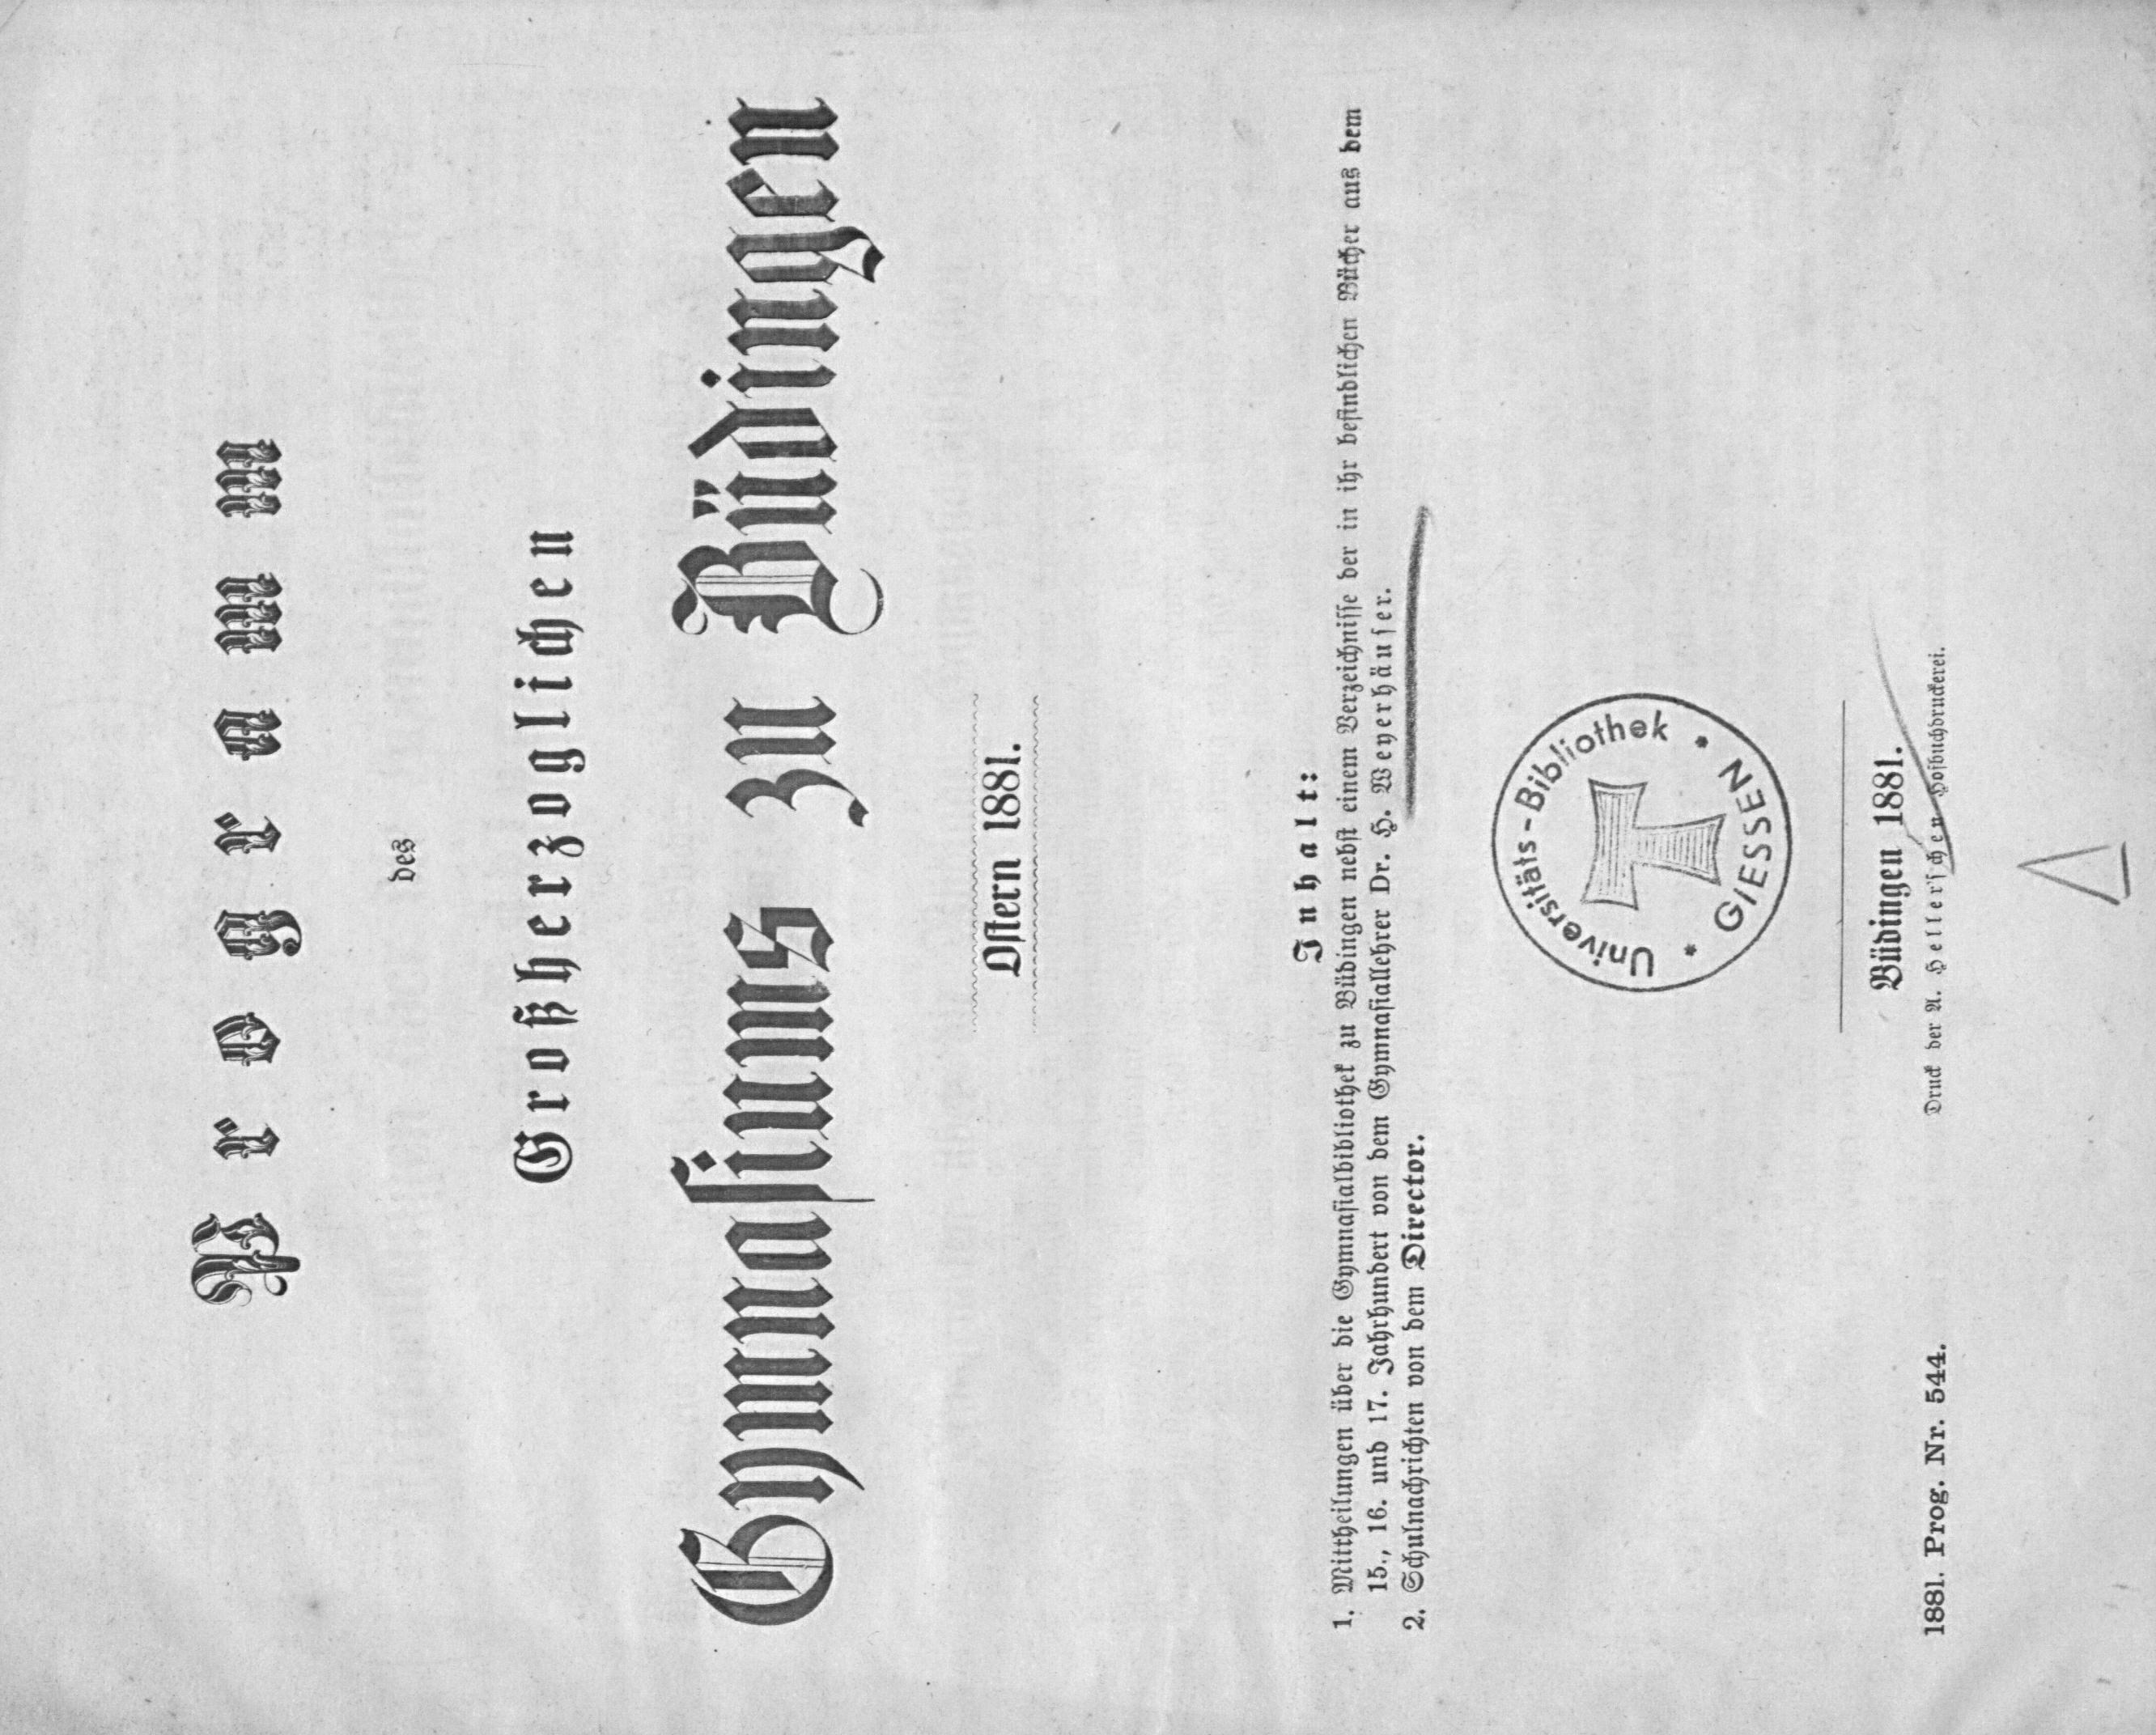 Programm
des
Großherzoglichen
Gymnasiums zu Büdingen
Ostern 1881.
Inhalt:
1. Mittheilungen über die Gymnasialbibliothek zu Büdingen nebst einem Verzeichnisse der in ihr befindlichen Bücher aus dem
15., 16. und 17. Jahrhundert von dem Gymnasiallehrer Dr. H. Weyerhäuser.
2. Schulnachrichten von dem Director.
Universitäts-Bibliothek
* GIESSEN *
Büdingen 1881.
1881. Prog. Nr. 544.
Druck der A. Heller'schen Hofbuchdruckerei.